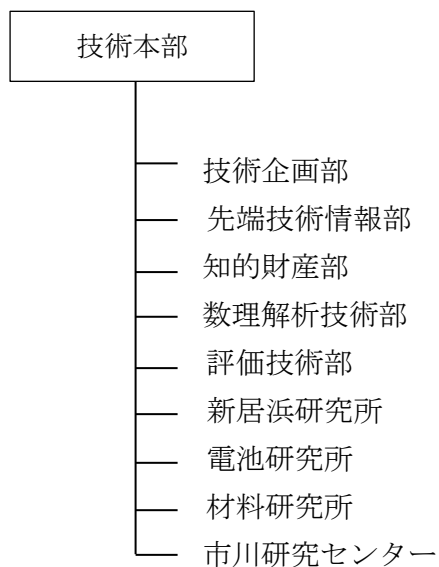 技術本部
技術企画部
先端技術情報部
知的財産部
数理解析技術部
評価技術部
新居浜研究所
電池研究所
材料研究所
市川研究センター